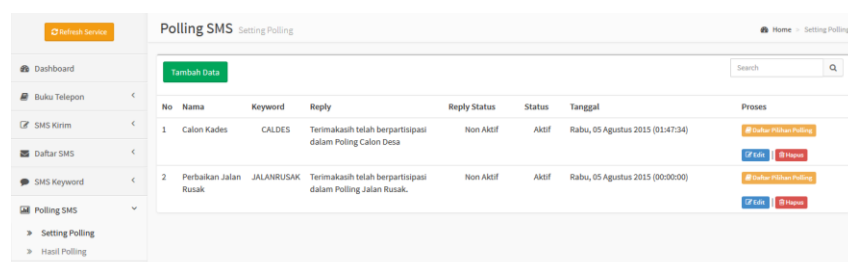 Refresh Service
Polling SMS Setting Polling
Home > Setting Polling
Dashboard
Buku Telepon
SMS Kirim
Daftar SMS
SMS Keyword
Polling SMS
Setting Polling
Hasil Polling
Tambah Data
Search
No Nama Keyword Reply Reply Status Status Tanggal Proses
1 Calon Kades CALDES Terimakasih telah berpartisipasi Non Aktif Aktif Rabu, 05 Agustus 2015 (01:47:34) Daftar Pilihan Polling
dalam Poling Calon Desa
Edit | Hapus
2 Perbaikan Jalan JALANRUSAK Terimakasih telah berpartisipasi Non Aktif Aktif Rabu, 05 Agustus 2015 (00:00:00) Daftar Pilihan Polling
Rusak dalam Polling Jalan Rusak.
Edit | Hapus